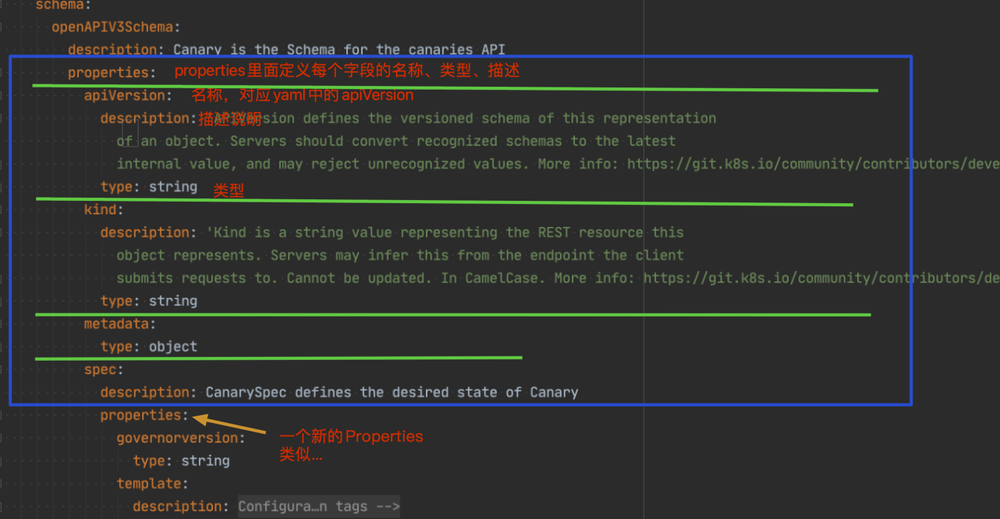 schema:
openAPIV3Schema:
description: Canary is the Schema for the canaries API
properties: properties里面定义每个字段的名称、类型、描述
apiVersion: 名称，对应yaml中的apiVersion
description: 描述说明 defines the versioned schema of this representation
of an object. Servers should convert recognized schemas to the latest
internal value, and may reject unrecognized values. More info: https://git.k8s.io/community/contributors/deve
type: string 类型
kind:
description: 'Kind is a string value representing the REST resource this
object represents. Servers may infer this from the endpoint the client
submits requests to. Cannot be updated. In CamelCase. More info: https://git.k8s.io/community/contributors/de
type: string
metadata:
type: object
spec:
description: CanarySpec defines the desired state of Canary
properties:
governorversion: 一个新的Properties
type: string 类似...
template:
description: Configura…n tags -->